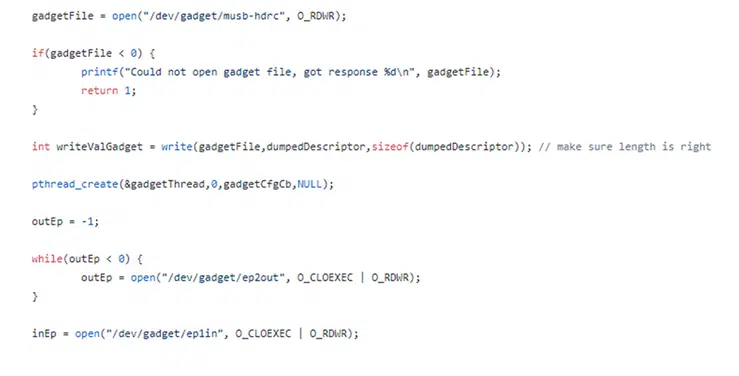 gadgetFile = open("/dev/gadget/musb-hdrc", O_RDWR);
if(gadgetFile < 0) {
printf("Could not open gadget file, got response %d\n", gadgetFile);
return 1;
}
int writeValGadget = write(gadgetFile,dumpedDescriptor,sizeof(dumpedDescriptor)); // make sure length is right
pthread_create(&gadgetThread,0,gadgetCfgCb,NULL);
outEp = -1;
while(outEp < 0) {
outEp = open("/dev/gadget/ep2out", O_CLOEXEC | O_RDWR);
}
inEp = open("/dev/gadget/ep1in", O_CLOEXEC | O_RDWR);